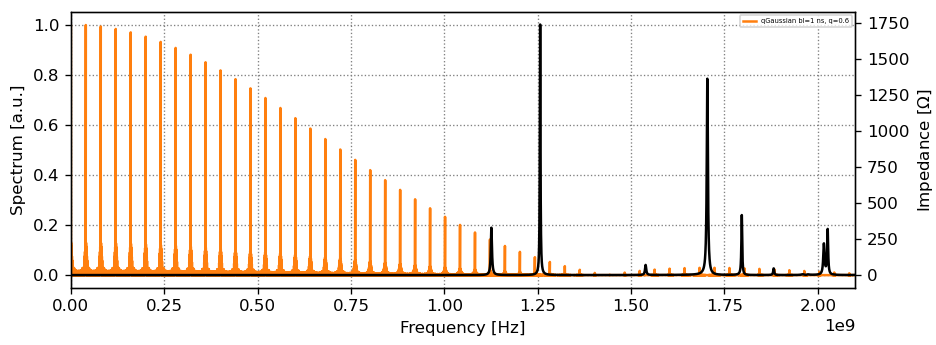 qGaussian bl=1 ns, q=0.6
Spectrum [a.u.]
1.0
0.8
0.6
0.4
0.2
0.0
1750
1500
1250
1000
750
500
250
0
Impedance [Ω]
0.00 0.25 0.50 0.75 1.00 1.25 1.50 1.75 2.00
1e9
Frequency [Hz]